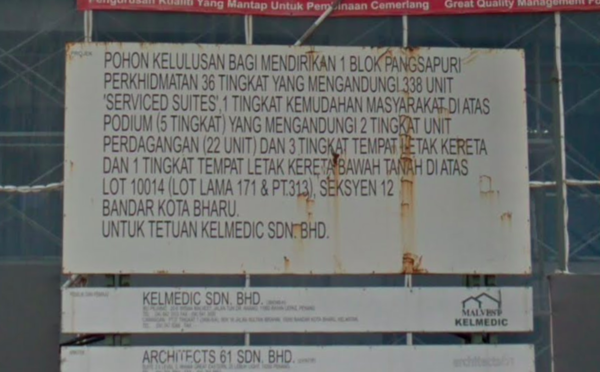 Pengurusan Kualiti Yang Mantap Untuk Pembinaan Cemerlang Great Quality Management
POHON KELULUSAN BAGI MENDIRIKAN 1 BLOK PANGSAPURI
PERKHIDMATAN 36 TINGKAT YANG MENGANDUNGI 338 UNIT
'SERVICED SUITES', 1 TINGKAT KEMUDAHAN MASYARAKAT DI ATAS
PODIUM (5 TINGKAT) YANG MENGANDUNGI 2 TINGKAT UNIT
PERDAGANGAN (22 UNIT) DAN 3 TINGKAT TEMPAT LETAK KERETA
DAN 1 TINGKAT TEMPAT LETAK KERETA BAWAH TANAH DI ATAS
LOT 10014 (LOT LAMA 171 & PT.313), SEKSYEN 12
BANDAR KOTA BHARU.
UNTUK TETUAN KELMEDIC SDN. BHD.
KELMEDIC SDN. BHD.
MALVEST
KELMEDIC
ARCHITECTS 61 SDN. BHD.